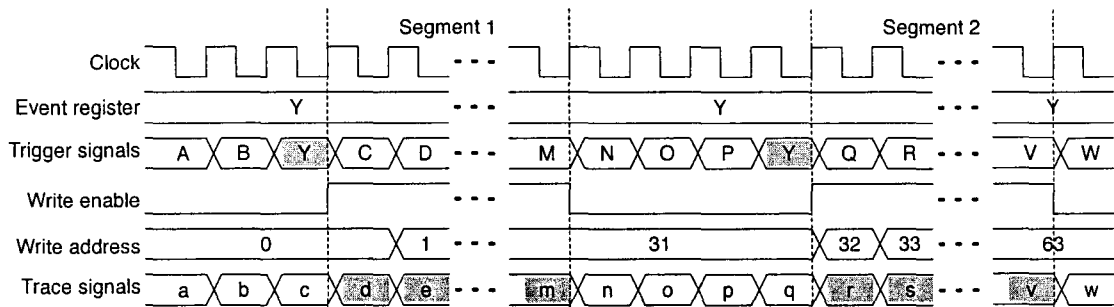 Segment 1 Segment 2
Clock
Event register Y Y Y
Trigger signals A B Y C D M N O P Y Q R V W
Write enable
Write address 0 1 31 32 33 63
Trace signals a b c d e m n o p q r s v w